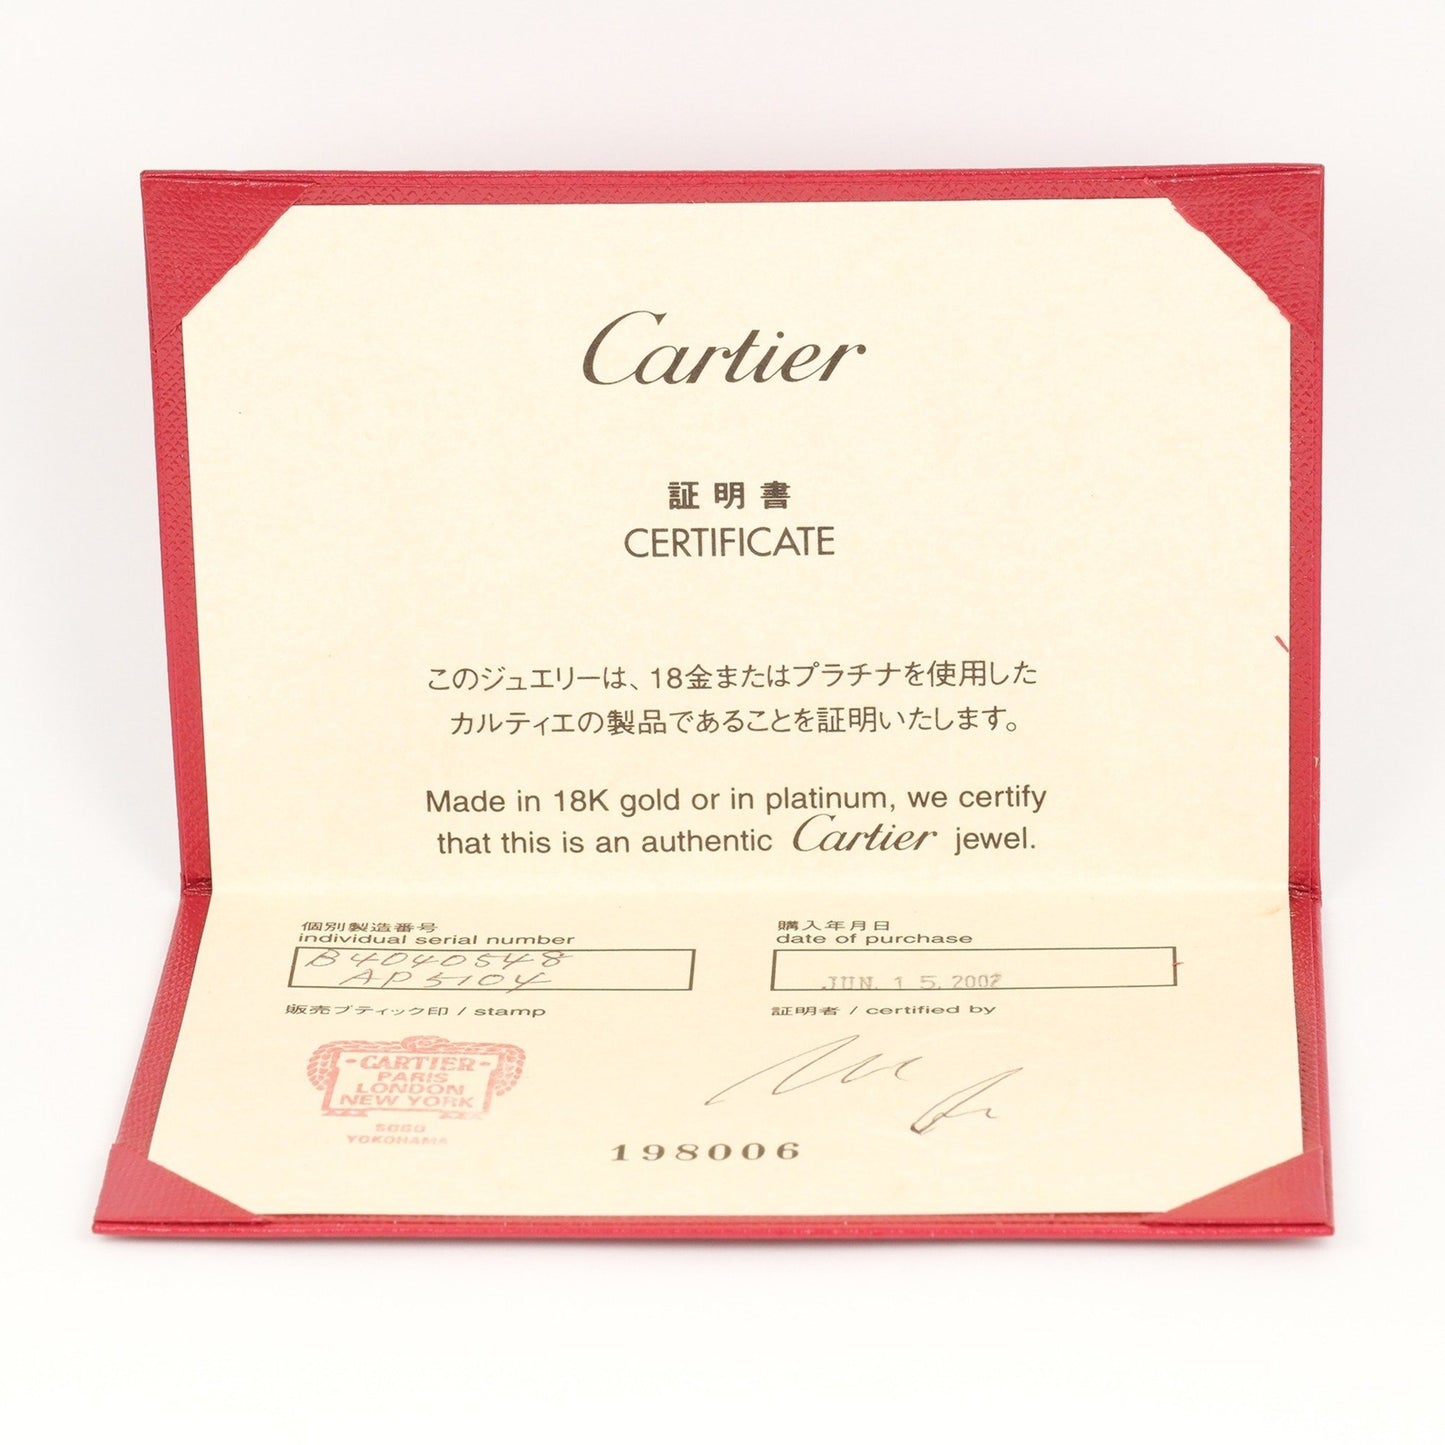 Cartier
証明書
CERTIFICATE
このジュエリーは、18金またはプラチナを使用した
カルティエの製品であることを証明いたします。
Made in 18K gold or in platinum, we certify
that this is an authentic Cartier jewel.
個別製造番号
individual serial number
B4040548
AP5104
購入年月日
date of purchase
JUN. 15. 2002
販売ブティック印 / stamp
証明者 / certified by
CARTIER
PARIS
LONDON
NEW YORK
SOGO
YOKOHAMA
198006